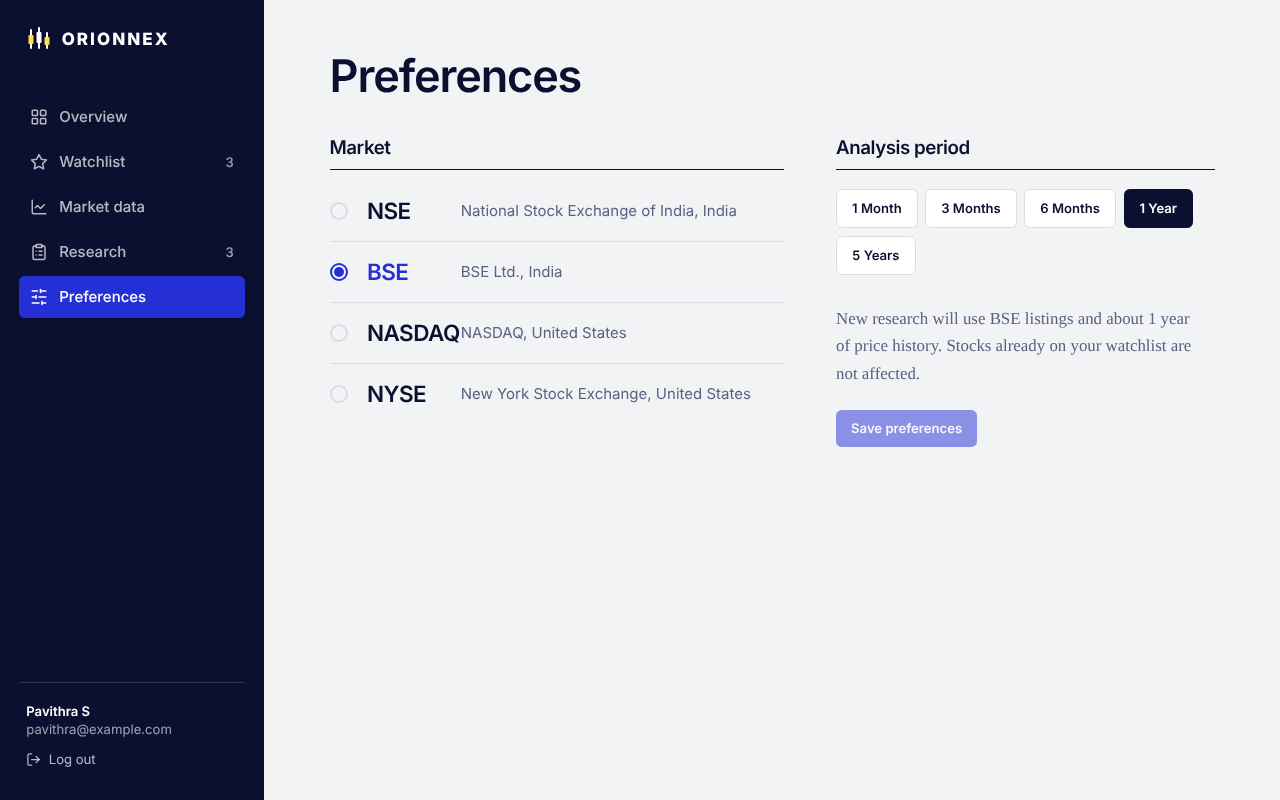 ORIONNEX
Overview
Watchlist 3
Market data
Research 3
Preferences
Pavithra S
pavithra@example.com
Log out
Preferences
Market
NSE National Stock Exchange of India, India
BSE BSE Ltd., India
NASDAQ NASDAQ, United States
NYSE New York Stock Exchange, United States
Analysis period
1 Month 3 Months 6 Months 1 Year
5 Years
New research will use BSE listings and about 1 year
of price history. Stocks already on your watchlist are
not affected.
Save preferences